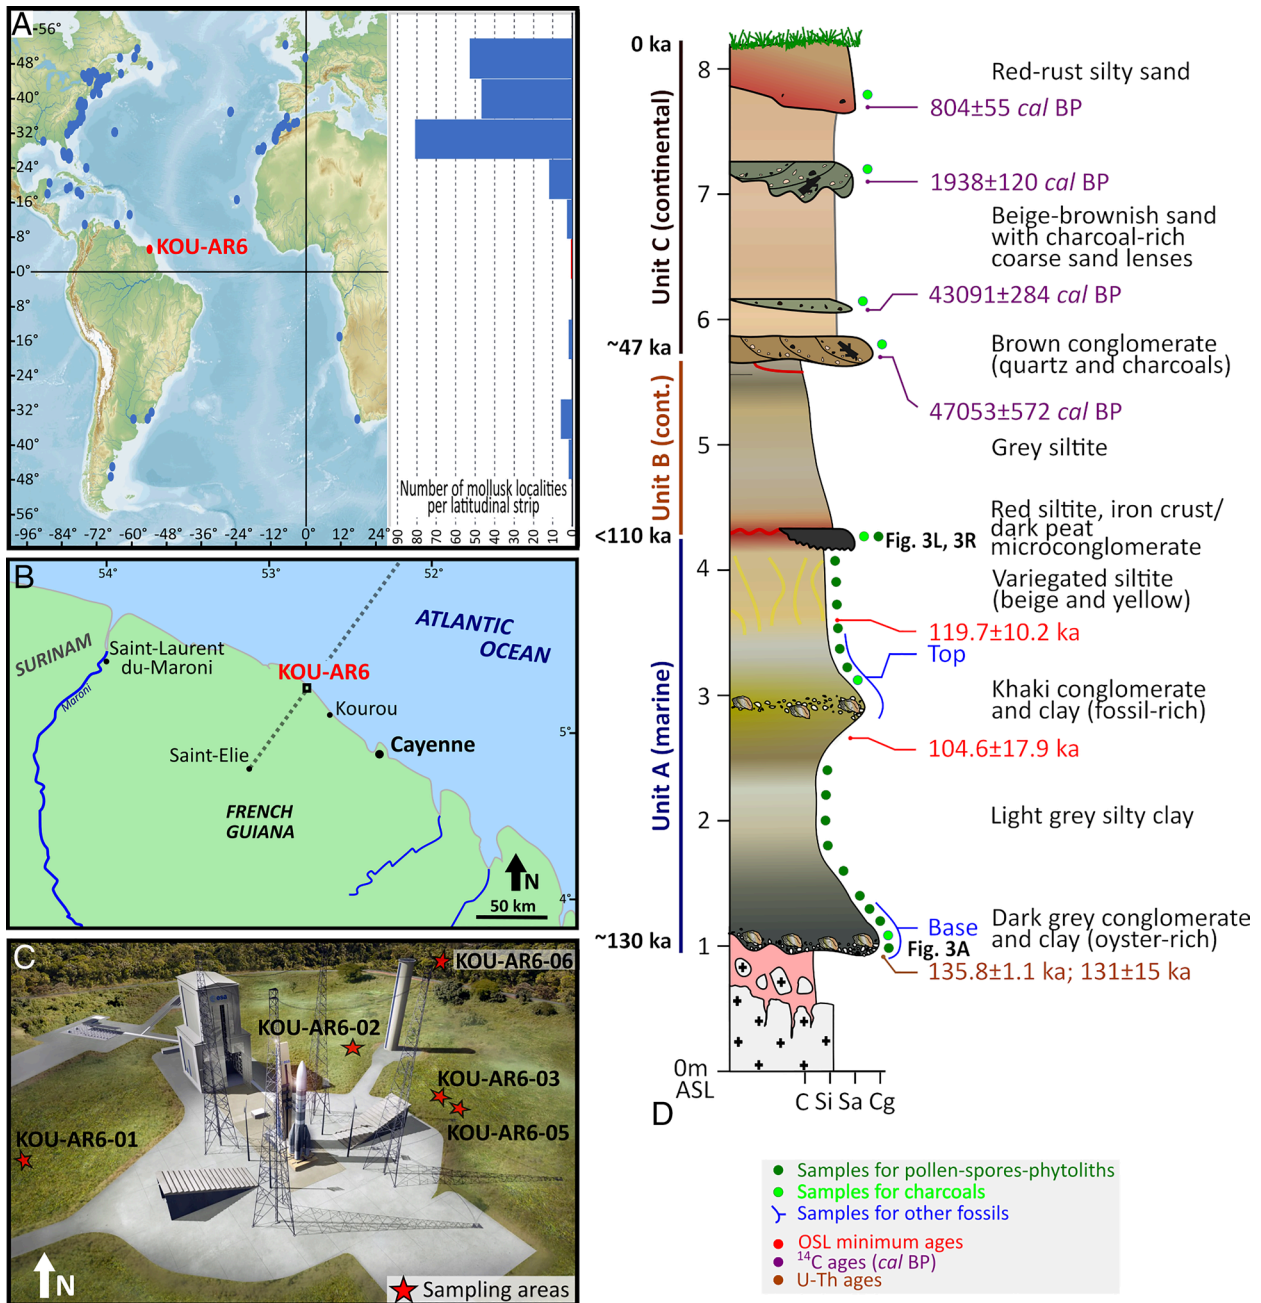 A
56°
48°
40°
32°
24°
16°
8°
0°
8°
16°
24°
32°
40°
48°
56°
KOU-AR6
-96° -84° -72° -60° -48° -36° -24° -12° 0° 12° 24°
Number of mollusk localities
per latitudinal strip
90 80 70 60 50 40 30 20 10 0
B
54° 53° 52°
ATLANTIC
OCEAN
SURINAM
Saint-Laurent
du-Maroni
Maroni
KOU-AR6
Kourou
5°
Cayenne
Saint-Elie
FRENCH
GUIANA
N
50 km
4°
C
esa
KOU-AR6-06
KOU-AR6-02
KOU-AR6-03
KOU-AR6-05
KOU-AR6-01
N
Sampling areas
D
0 ka
~47 ka
<110 ka
~130 ka
Unit C (continental)
Unit B (cont.)
Unit A (marine)
8
7
6
5
4
3
2
1
0m
ASL
C Si Sa Cg
Red-rust silty sand
804±55 cal BP
1938±120 cal BP
Beige-brownish sand
with charcoal-rich
coarse sand lenses
43091±284 cal BP
Brown conglomerate
(quartz and charcoals)
47053±572 cal BP
Grey siltite
Red siltite, iron crust/
dark peat
microconglomerate
Fig. 3L, 3R
Variegated siltite
(beige and yellow)
119.7±10.2 ka
Top
Khaki conglomerate
and clay (fossil-rich)
104.6±17.9 ka
Light grey silty clay
Base
Dark grey conglomerate
and clay (oyster-rich)
Fig. 3A
135.8±1.1 ka; 131±15 ka
Samples for pollen-spores-phytoliths
Samples for charcoals
Samples for other fossils
OSL minimum ages
¹⁴C ages (cal BP)
U-Th ages